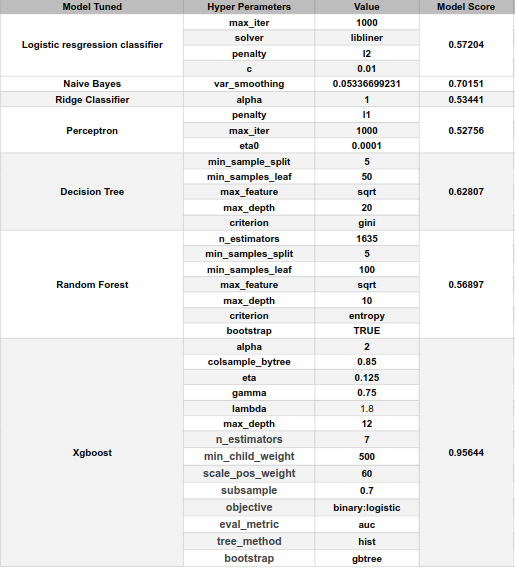 Model Tuned Hyper Perameters Value Model Score
Logistic resgression classifier max_iter 1000 0.57204
solver libliner
penalty l2
c 0.01
Naive Bayes var_smoothing 0.05336699231 0.70151
Ridge Classifier alpha 1 0.53441
Perceptron penalty l1 0.52756
max_iter 1000
eta0 0.0001
Decision Tree min_sample_split 5 0.62807
min_samples_leaf 50
max_feature sqrt
max_depth 20
criterion gini
Random Forest n_estimators 1635 0.56897
min_samples_split 5
min_samples_leaf 100
max_feature sqrt
max_depth 10
criterion entropy
bootstrap TRUE
Xgboost alpha 2 0.95644
colsample_bytree 0.85
eta 0.125
gamma 0.75
lambda 1.8
max_depth 12
n_estimators 7
min_child_weight 500
scale_pos_weight 60
subsample 0.7
objective binary:logistic
eval_metric auc
tree_method hist
bootstrap gbtree